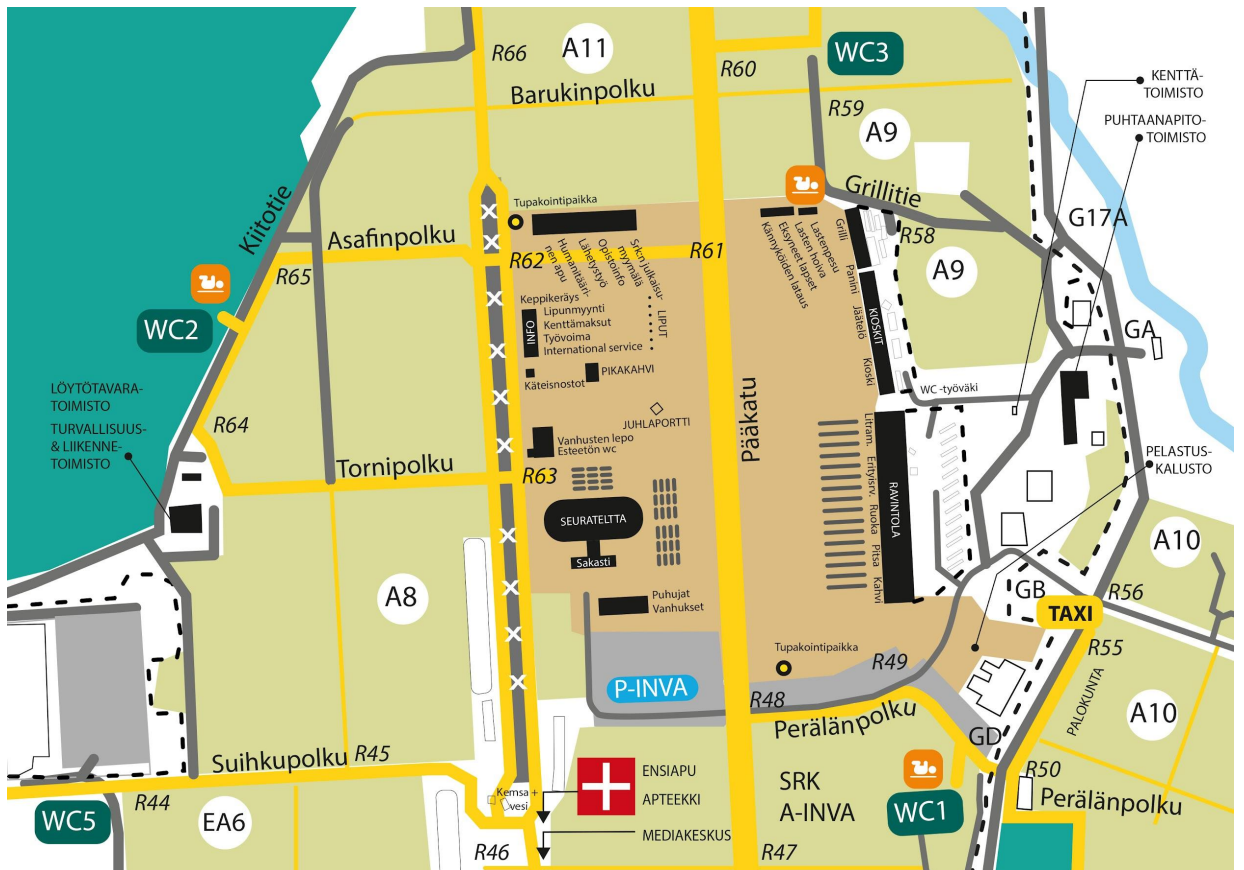 A11
R66
R60
WC3
Barukinpolku
R59
A9
KENTTÄ-
TOIMISTO
PUHTAANAPITO-
TOIMISTO
Kiitotie
Tupakointipaikka
Grillitie
G17A
Asafinpolku
R65
R62
R61
R58
A9
Humanitääri-
nen apu
Lähetystyö
Opistoinfo
Srk:n julkaisu-
myymälä
Kännyköiden lataus
Eksyneet lapset
Lasten hoiva
Lastenpesu
Grilli
Panini
Jäätelö
Kioski
KIOSKIT
Keppikeräys
INFO
Lipunmyynti
Kenttämaksut
Työvoima
International service
LIPUT
GA
WC2
Käteisnostot
PIKAKAHVI
WC -työväki
LÖYTÖTAVARA-
TOIMISTO
TURVALLISUUS-
& LIIKENNE-
TOIMISTO
R64
JUHLAPORTTI
Pääkatu
Vanhusten lepo
Esteetön wc
Tornipolku
R63
Litram.
Erityisrv.
Ruoka
Pitsa
Kahvi
RAVINTOLA
PELASTUS-
KALUSTO
SEURATELTTA
Sakasti
A10
A8
Puhujat
Vanhukset
GB
TAXI
R56
R55
Tupakointipaikka
R49
P-INVA
R48
Perälänpolku
PALOKUNTA
A10
GD
Suihkupolku
R45
R44
R50
Perälänpolku
Kemsa +
vesi
ENSIAPU
APTEEKKI
MEDIAKESKUS
SRK
A-INVA
WC1
WC5
EA6
R46
R47